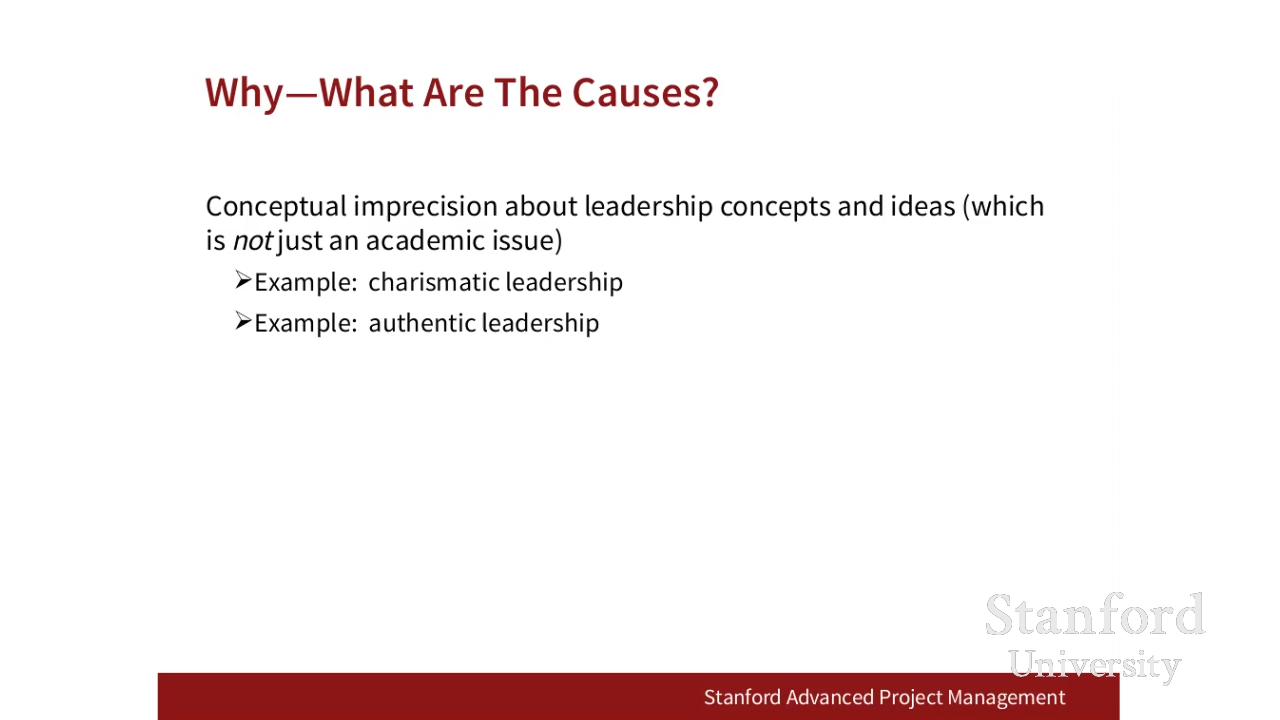 Why—What Are The Causes?
Conceptual imprecision about leadership concepts and ideas (which
is not just an academic issue)
➢Example:  charismatic leadership
➢Example:  authentic leadership
Stanford
University
Stanford Advanced Project Management